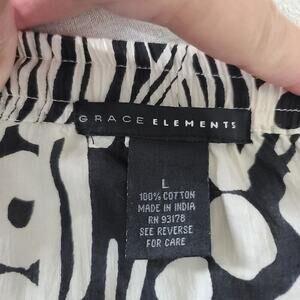 GRACE ELEMENTS
L
100% COTTON
MADE IN INDIA
RN 93178
SEE REVERSE
FOR CARE